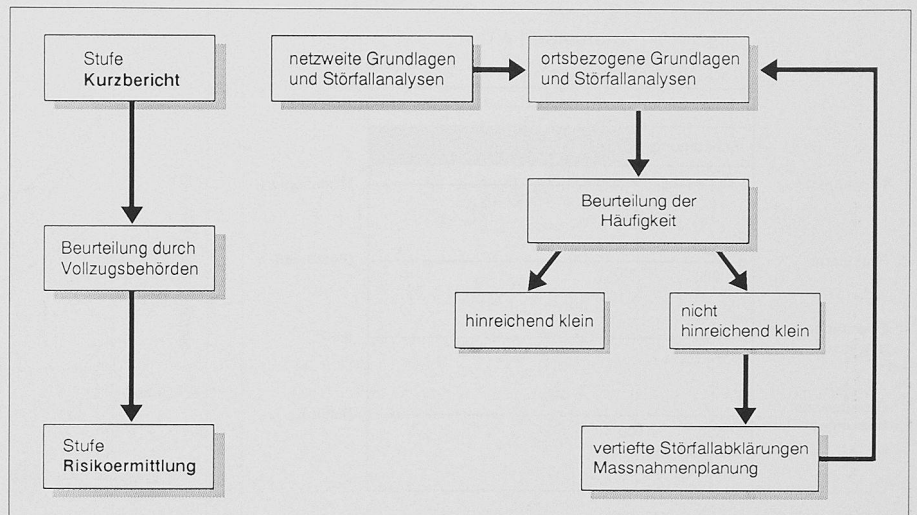 Stufe
Kurzbericht
Beurteilung durch
Vollzugsbehörden
Stufe
Risikoermittlung
netzweite Grundlagen
und Störfallanalysen
ortsbezogene Grundlagen
und Störfallanalysen
Beurteilung der
Häufigkeit
hinreichend klein
nicht
hinreichend klein
vertiefte Störfallabklärungen
Massnahmenplanung